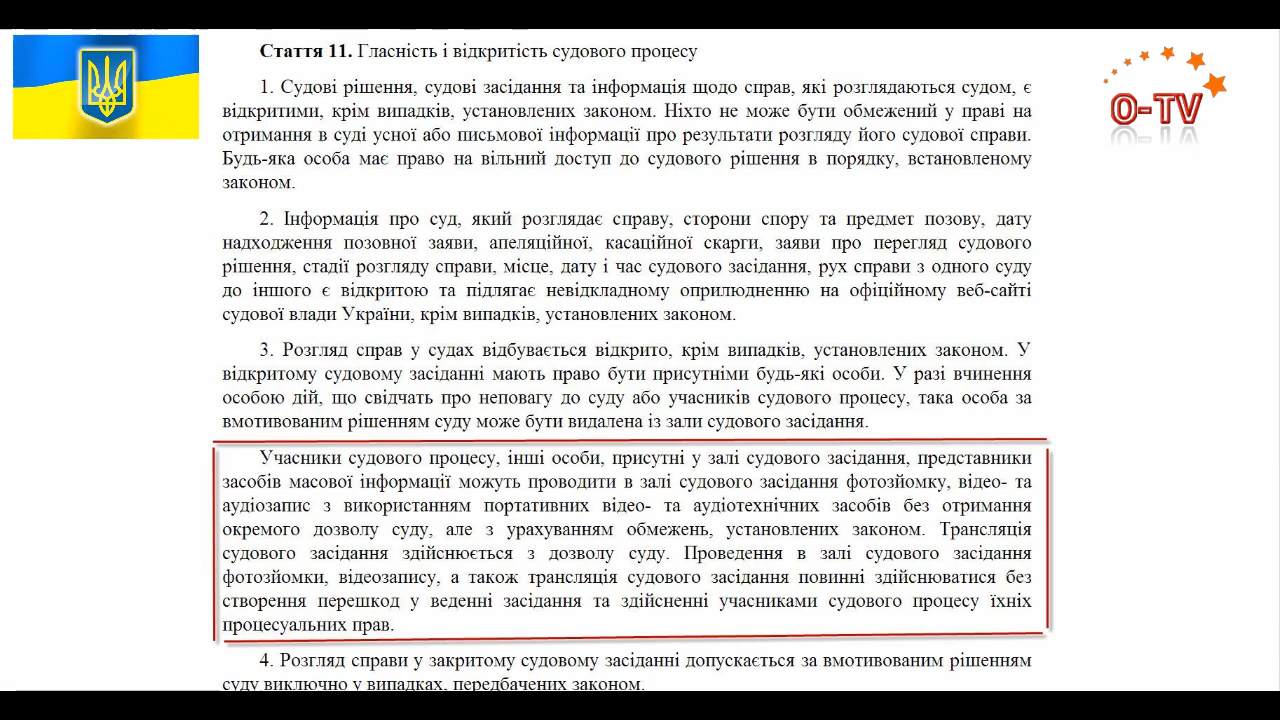 Стаття 11. Гласність і відкритість судового процесу
O-TV
1. Судові рішення, судові засідання та інформація щодо справ, які розглядаються судом, є
відкритими, крім випадків, установлених законом. Ніхто не може бути обмежений у праві на
отримання в суді усної або письмової інформації про результати розгляду його судової справи.
Будь-яка особа має право на вільний доступ до судового рішення в порядку, встановленому
законом.
2. Інформація про суд, який розглядає справу, сторони спору та предмет позову, дату
надходження позовної заяви, апеляційної, касаційної скарги, заяви про перегляд судового
рішення, стадії розгляду справи, місце, дату і час судового засідання, рух справи з одного суду
до іншого є відкритою та підлягає невідкладному оприлюдненню на офіційному веб-сайті
судової влади України, крім випадків, установлених законом.
3. Розгляд справ у судах відбувається відкрито, крім випадків, установлених законом. У
відкритому судовому засіданні мають право бути присутніми будь-які особи. У разі вчинення
особою дій, що свідчать про неповагу до суду або учасників судового процесу, така особа за
вмотивованим рішенням суду може бути видалена із зали судового засідання.
Учасники судового процесу, інші особи, присутні у залі судового засідання, представники
засобів масової інформації можуть проводити в залі судового засідання фотозйомку, відео- та
аудіозапис з використанням портативних відео- та аудіотехнічних засобів без отримання
окремого дозволу суду, але з урахуванням обмежень, установлених законом. Трансляція
судового засідання здійснюється з дозволу суду. Проведення в залі судового засідання
фотозйомки, відеозапису, а також трансляція судового засідання повинні здійснюватися без
створення перешкод у веденні засідання та здійсненні учасниками судового процесу їхніх
процесуальних прав.
4. Розгляд справи у закритому судовому засіданні допускається за вмотивованим рішенням
суду виключно у випадках, передбачених законом.